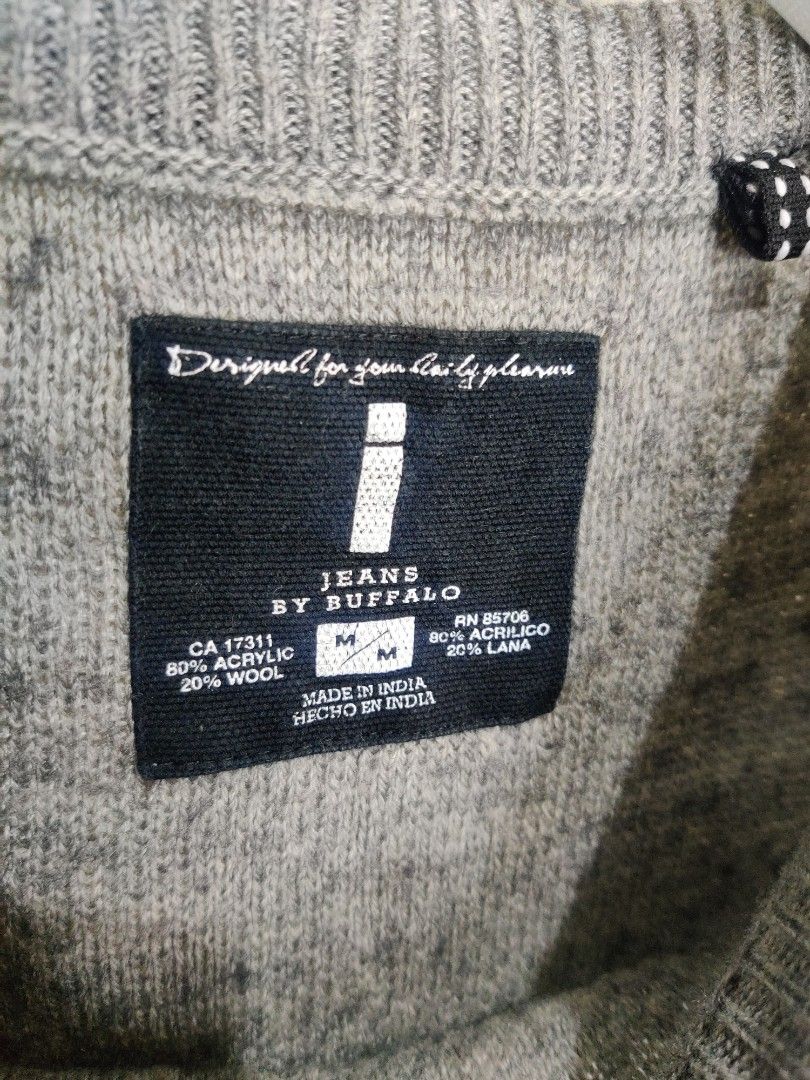 Designed for your daily pleasure
i
JEANS
BY BUFFALO
CA 17311
80% ACRYLIC
20% WOOL
M/M
RN 85706
80% ACRILICO
20% LANA
MADE IN INDIA
HECHO EN INDIA